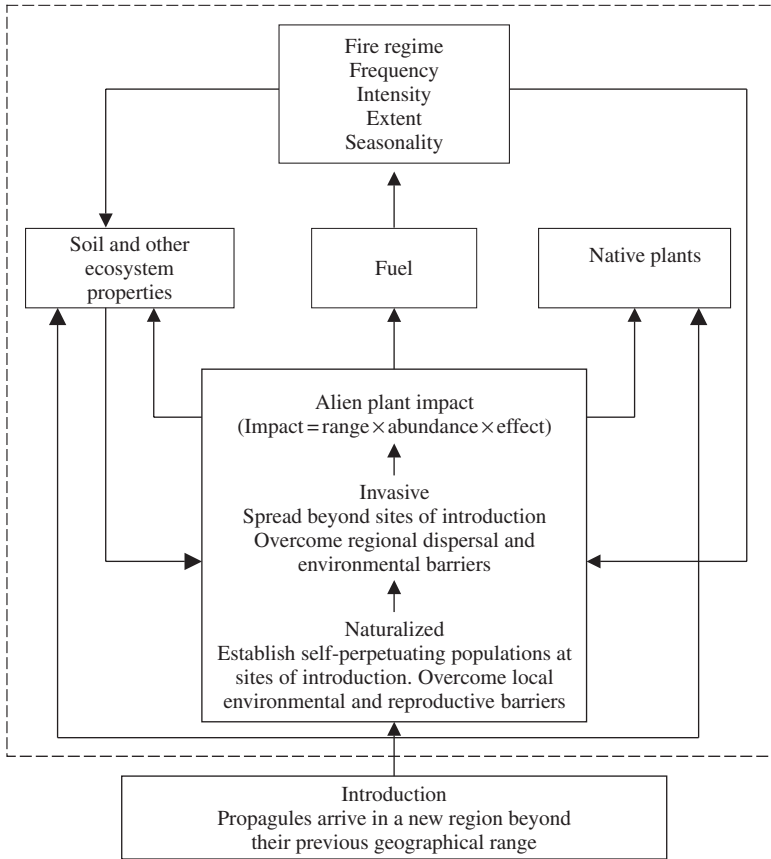 Fire regime
Frequency
Intensity
Extent
Seasonality
Soil and other
ecosystem
properties
Fuel
Native plants
Alien plant impact
(Impact=range×abundance×effect)
Invasive
Spread beyond sites of introduction
Overcome regional dispersal and
environmental barriers
Naturalized
Establish self-perpetuating populations at
sites of introduction. Overcome local
environmental and reproductive barriers
Introduction
Propagules arrive in a new region beyond
their previous geographical range